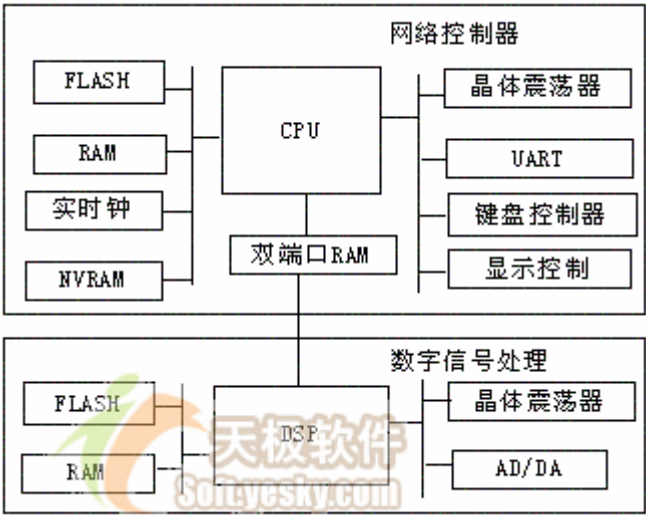 网络控制器
FLASH
晶体震荡器
CPU
RAM
UART
实时钟
键盘控制器
双端口RAM
NVRAM
显示控制
数字信号处理
FLASH
晶体震荡器
DSP
天极软件
RAM
AD/DA
Soft.yesky.com